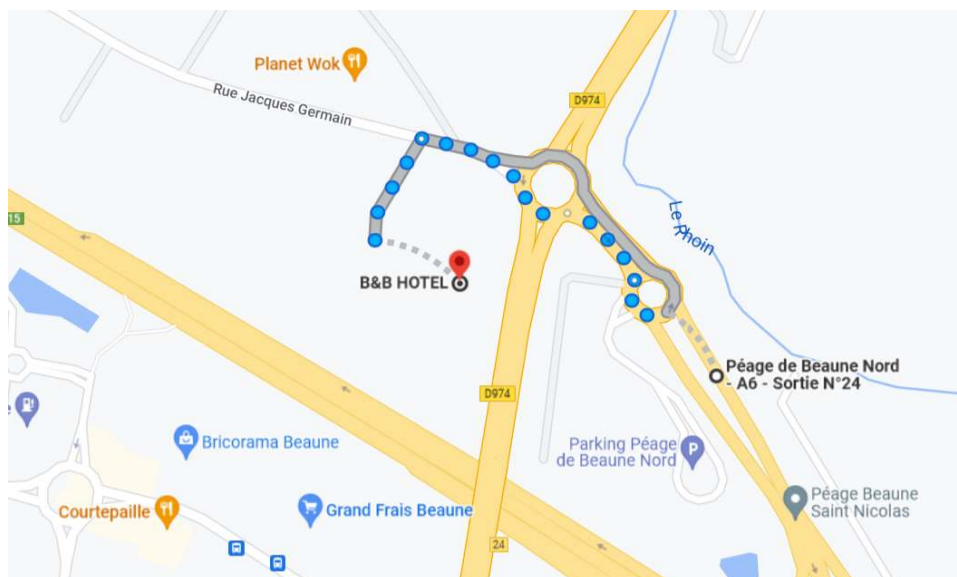 Planet Wok
D974
Rue Jacques Germain
Le Rhoin
15
B&B HOTEL
Péage de Beaune Nord
- A6 - Sortie N°24
D974
Bricorama Beaune
Parking Péage
de Beaune Nord
P
Courtepaille
Grand Frais Beaune
Péage Beaune
Saint Nicolas
24